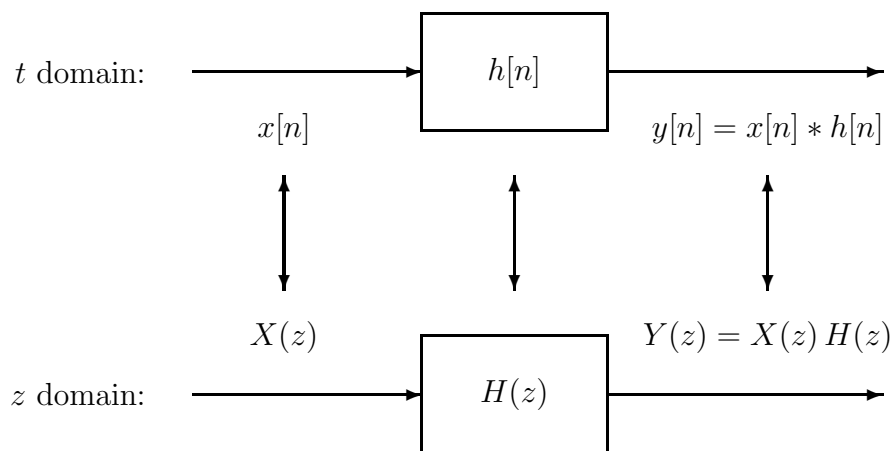 t domain:
h[n]
x[n]
y[n] = x[n] ∗ h[n]
X(z)
Y(z) = X(z) H(z)
z domain:
H(z)